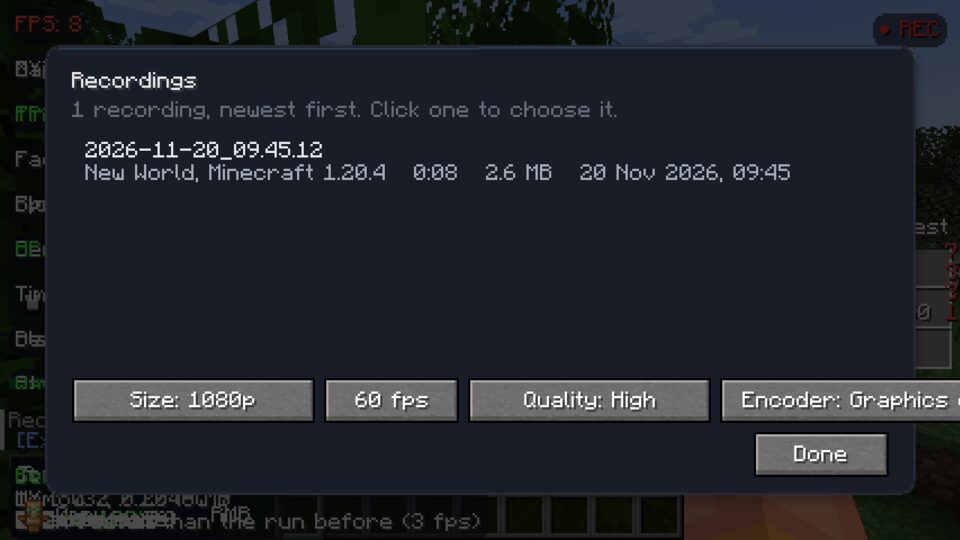 FPS: 8
REC
Recordings
1 recording, newest first. Click one to choose it.
2026-11-20_09.45.12
New World, Minecraft 1.20.4 0:08 2.6 MB 20 Nov 2026, 09:45
Size: 1080p
60 fps
Quality: High
Encoder: Graphics
Done
than the run before (3 fps)